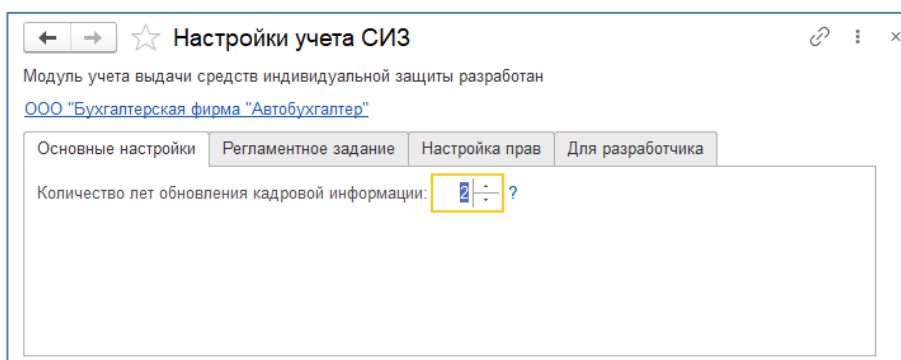 Настройки учета СИЗ
Модуль учета выдачи средств индивидуальной защиты разработан
ООО "Бухгалтерская фирма "Автобухгалтер"
Основные настройки Регламентное задание Настройка прав Для разработчика
Количество лет обновления кадровой информации: 2 ?